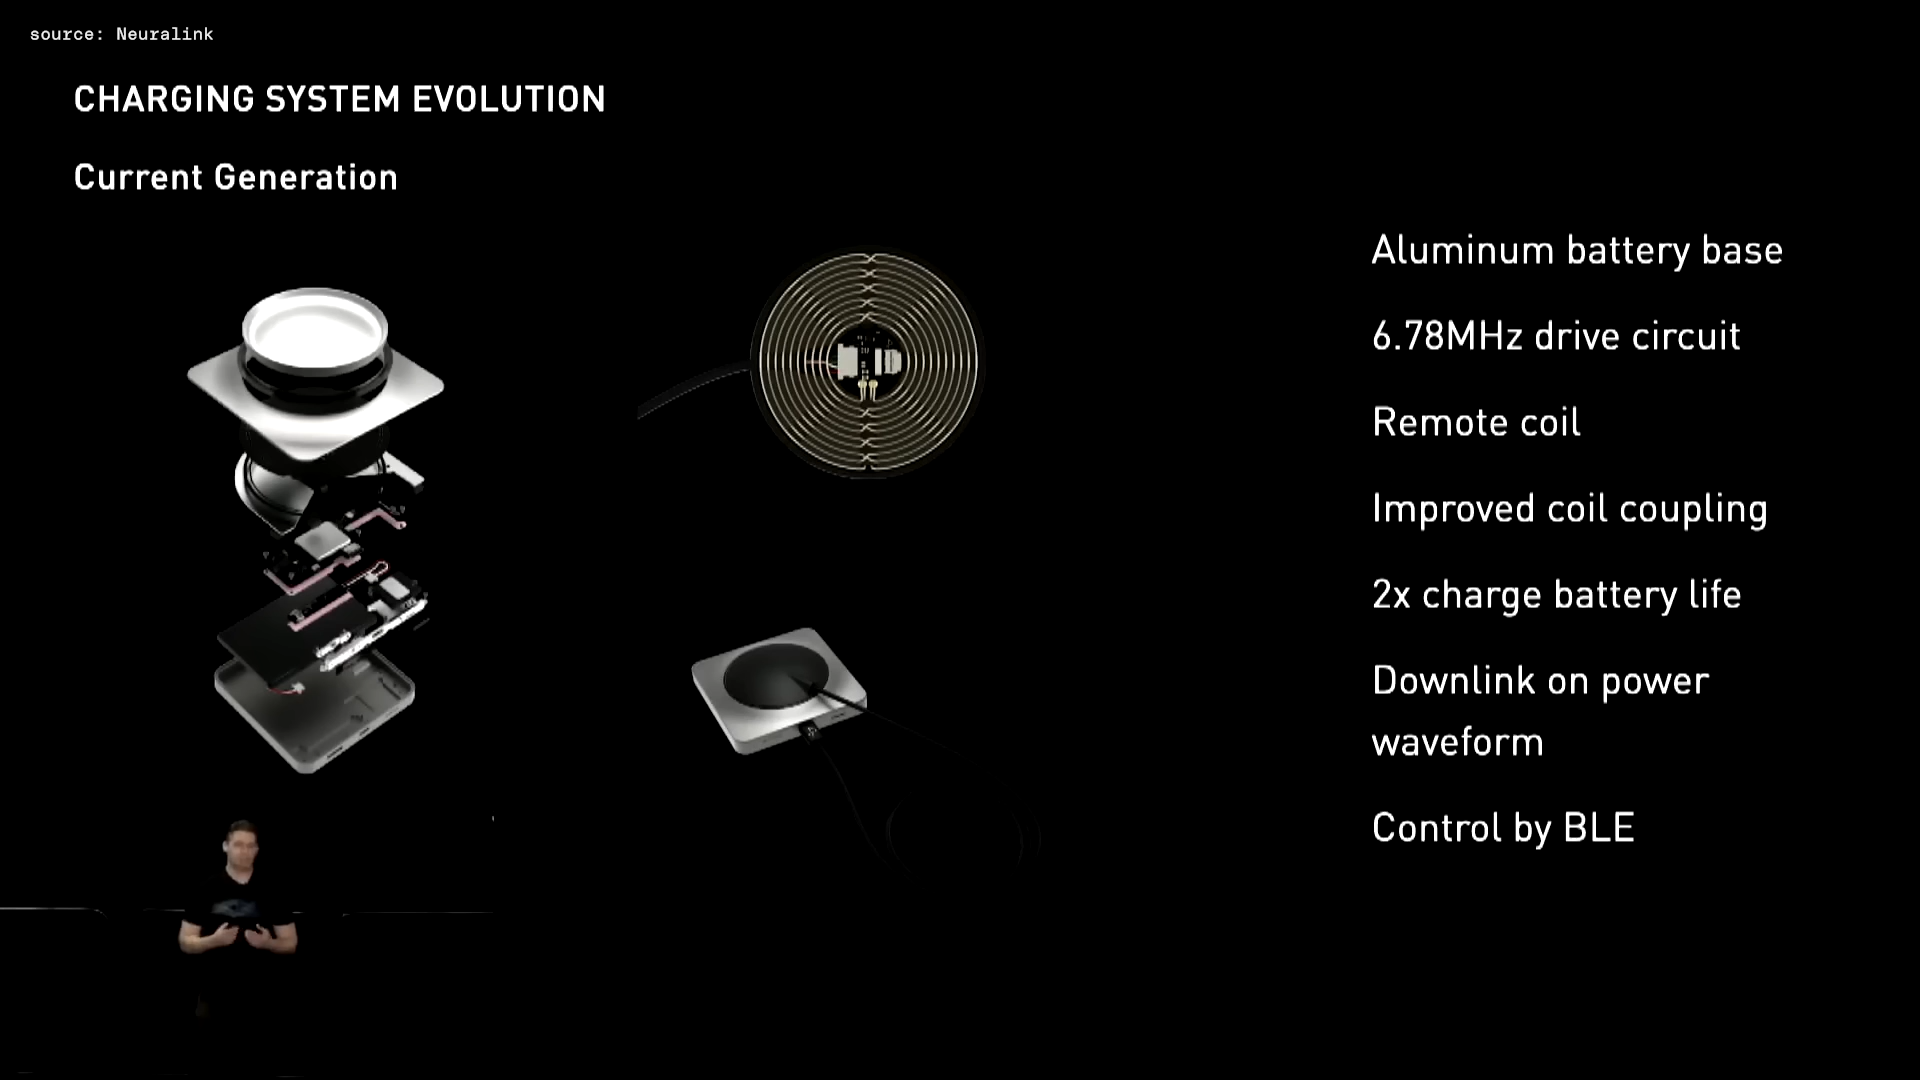 source: Neuralink
CHARGING SYSTEM EVOLUTION
Current Generation
Aluminum battery base
6.78MHz drive circuit
Remote coil
Improved coil coupling
2x charge battery life
Downlink on power
waveform
Control by BLE